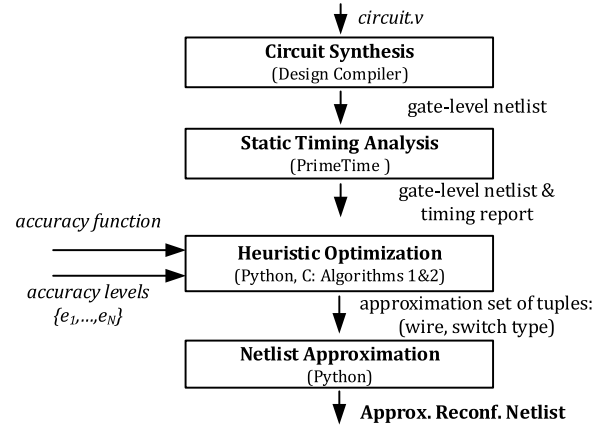 circuit.v
Circuit Synthesis
(Design Compiler)
gate-level netlist
Static Timing Analysis
(PrimeTime )
gate-level netlist &
timing report
accuracy function
Heuristic Optimization
(Python, C: Algorithms 1&2)
accuracy levels
{e1,...,eN}
approximation set of tuples:
(wire, switch type)
Netlist Approximation
(Python)
Approx. Reconf. Netlist